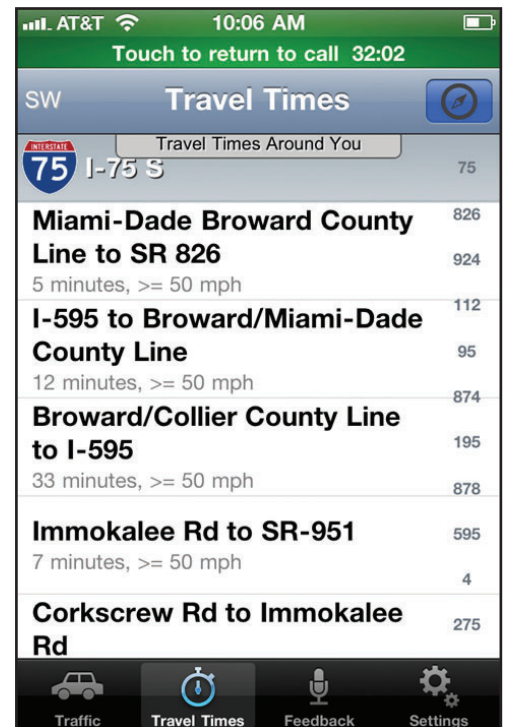 AT&T 10:06 AM
Touch to return to call 32:02
SW Travel Times
Travel Times Around You
INTERSTATE
75 I-75 S
75
Miami-Dade Broward County
Line to SR 826
5 minutes, >= 50 mph
826
924
I-595 to Broward/Miami-Dade
County Line
12 minutes, >= 50 mph
112
95
874
Broward/Collier County Line
to I-595
33 minutes, >= 50 mph
195
878
Immokalee Rd to SR-951
7 minutes, >= 50 mph
595
4
Corkscrew Rd to Immokalee
Rd
275
Traffic Travel Times Feedback Settings